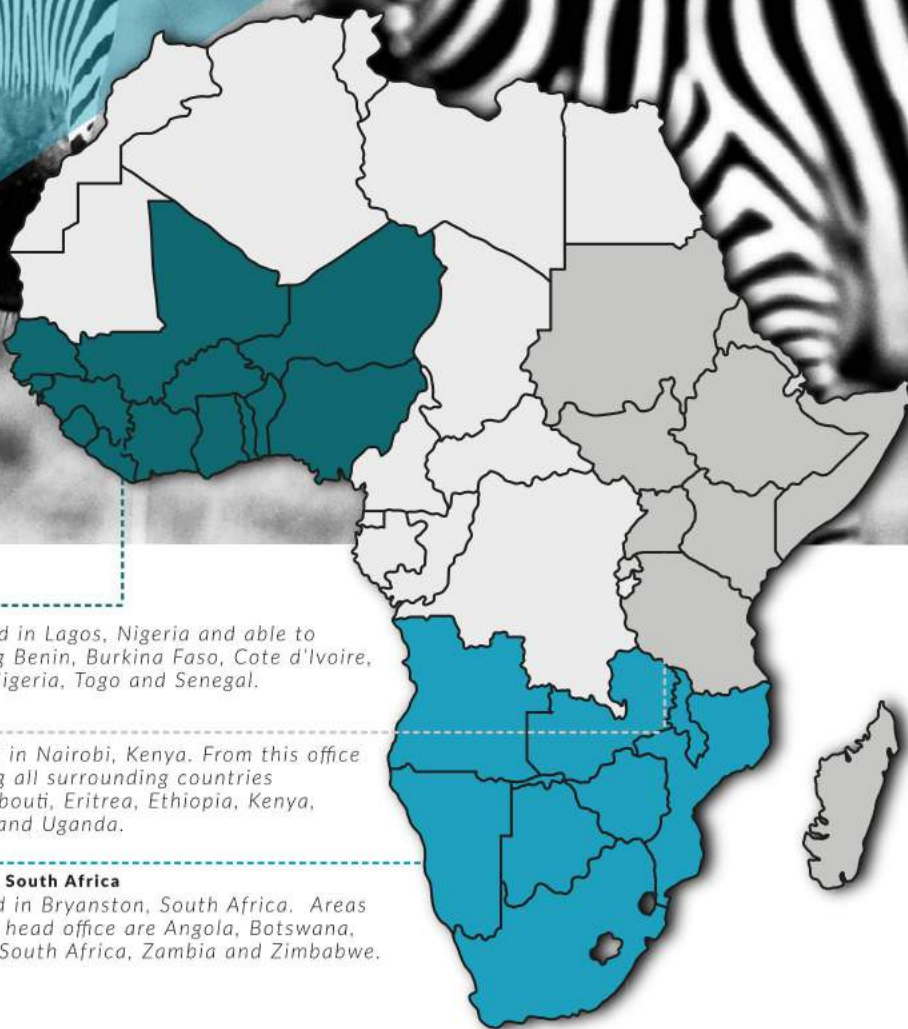 d in Lagos, Nigeria and able to
g Benin, Burkina Faso, Cote d'Ivoire,
Nigeria, Togo and Senegal.
in Nairobi, Kenya. From this office
g all surrounding countries
bouti, Eritrea, Ethiopia, Kenya,
and Uganda.
South Africa
d in Bryanston, South Africa. Areas
head office are Angola, Botswana,
South Africa, Zambia and Zimbabwe.